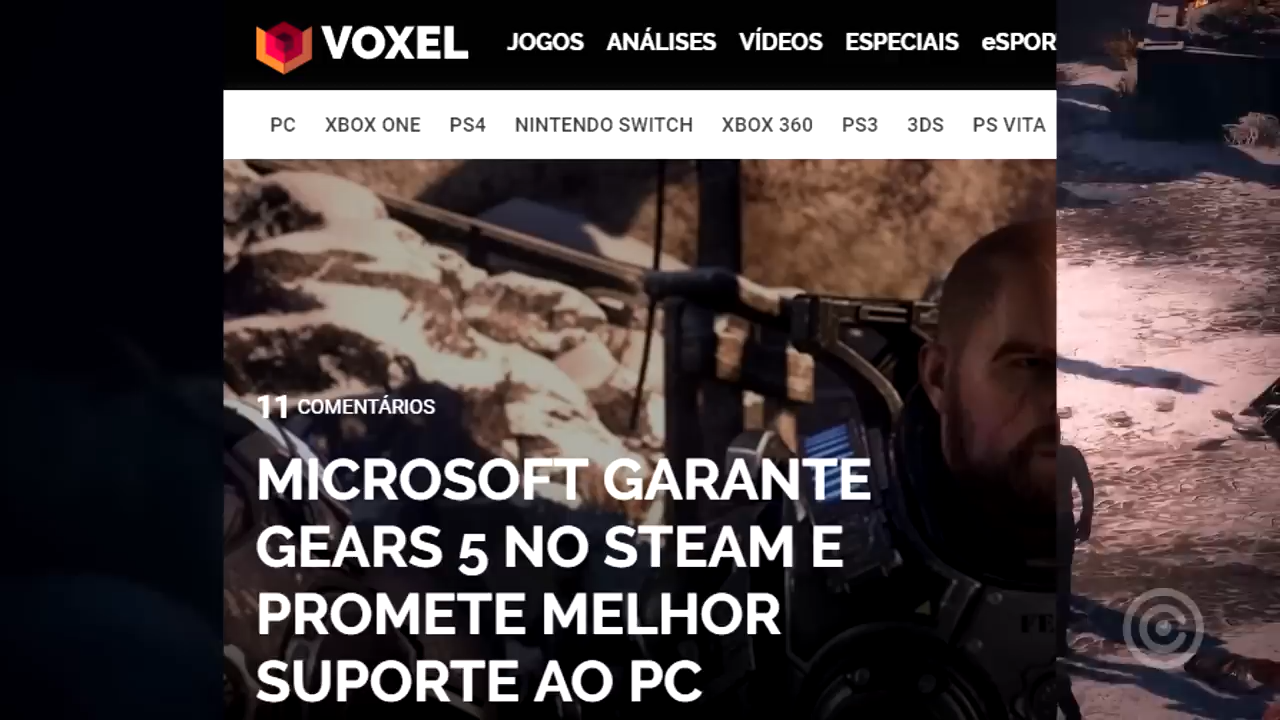 VOXEL JOGOS ANÁLISES VÍDEOS ESPECIAIS eSPOR
PC XBOX ONE PS4 NINTENDO SWITCH XBOX 360 PS3 3DS PS VITA
11 COMENTÁRIOS
MICROSOFT GARANTE
GEARS 5 NO STEAM E
PROMETE MELHOR
SUPORTE AO PC